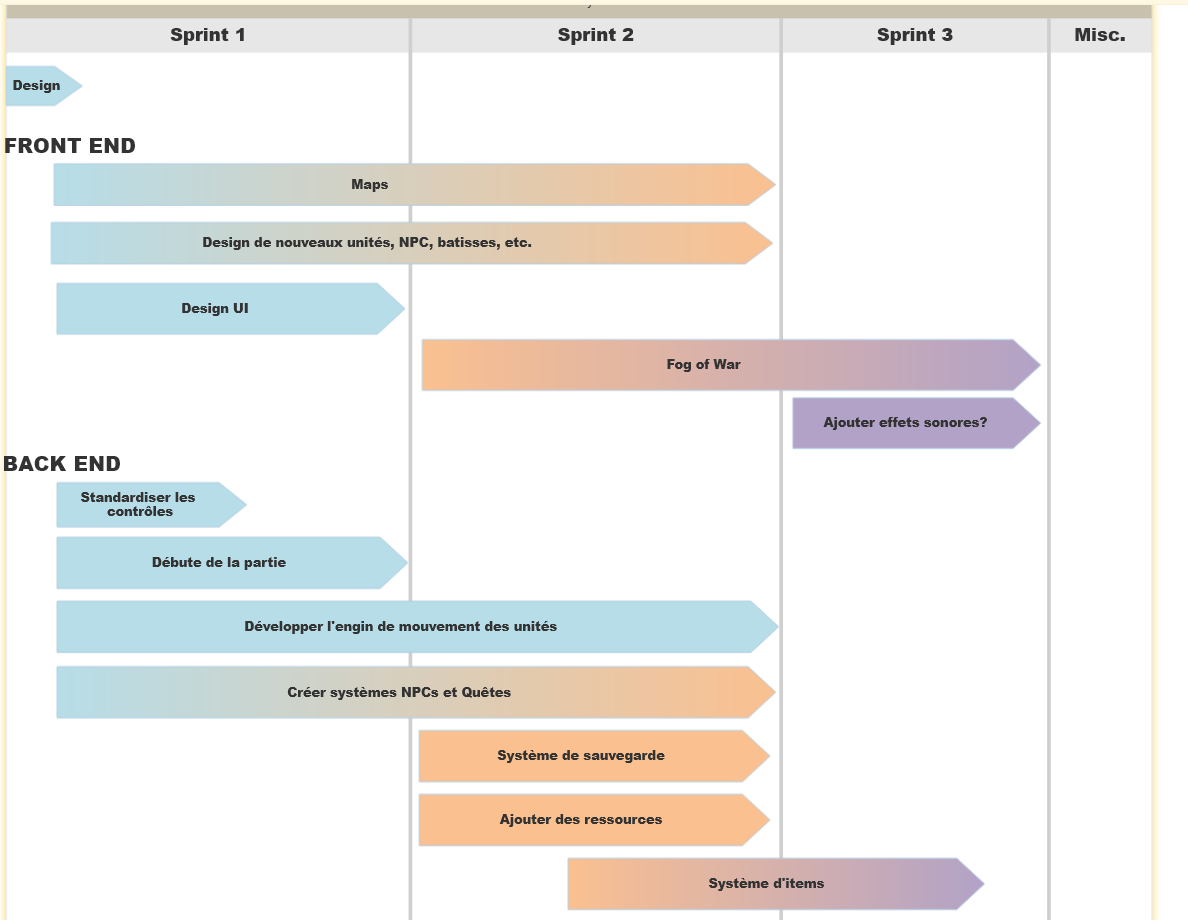 Sprint 1
Sprint 2
Sprint 3
Misc.
Design
FRONT END
Maps
Design de nouveaux unités, NPC, batisses, etc.
Design UI
Fog of War
Ajouter effets sonores?
BACK END
Standardiser les
contrôles
Débute de la partie
Développer l'engin de mouvement des unités
Créer systèmes NPCs et Quêtes
Système de sauvegarde
Ajouter des ressources
Système d'items